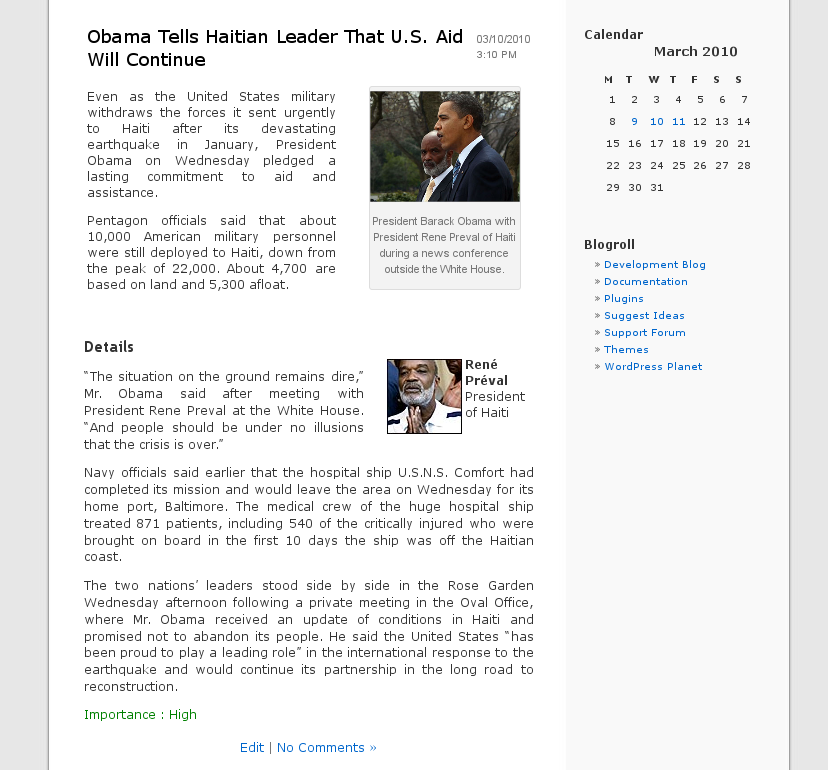 Obama Tells Haitian Leader That U.S. Aid
Will Continue
03/10/2010
3:10 PM
Even as the United States military
withdraws the forces it sent urgently
to Haiti after its devastating
earthquake in January, President
Obama on Wednesday pledged a
lasting commitment to aid and
assistance.
Pentagon officials said that about
10,000 American military personnel
were still deployed to Haiti, down from
the peak of 22,000. About 4,700 are
based on land and 5,300 afloat.
President Barack Obama with
President Rene Preval of Haiti
during a news conference
outside the White House.
Details
“The situation on the ground remains dire,”
Mr. Obama said after meeting with
President Rene Preval at the White House.
“And people should be under no illusions
that the crisis is over.”
René
Préval
President
of Haiti
Navy officials said earlier that the hospital ship U.S.N.S. Comfort had
completed its mission and would leave the area on Wednesday for its
home port, Baltimore. The medical crew of the huge hospital ship
treated 871 patients, including 540 of the critically injured who were
brought on board in the first 10 days the ship was off the Haitian
coast.
The two nations’ leaders stood side by side in the Rose Garden
Wednesday afternoon following a private meeting in the Oval Office,
where Mr. Obama received an update of conditions in Haiti and
promised not to abandon its people. He said the United States “has
been proud to play a leading role” in the international response to the
earthquake and would continue its partnership in the long road to
reconstruction.
Importance : High
Edit | No Comments »
Calendar
March 2010
M T W T F S S
1 2 3 4 5 6 7
8 9 10 11 12 13 14
15 16 17 18 19 20 21
22 23 24 25 26 27 28
29 30 31
Blogroll
» Development Blog
» Documentation
» Plugins
» Suggest Ideas
» Support Forum
» Themes
» WordPress Planet